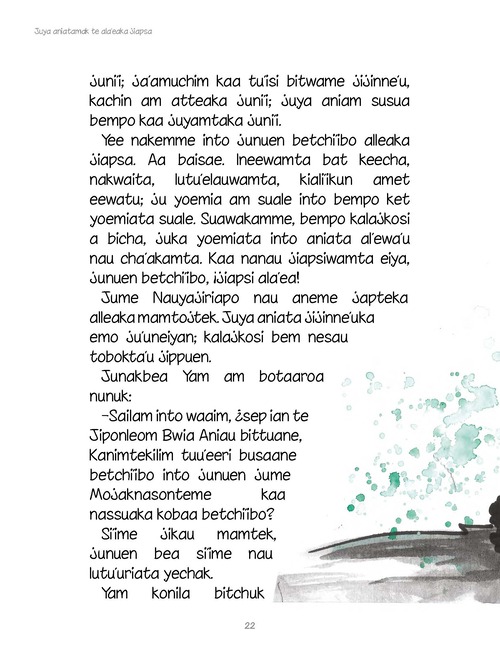 Juya aniatamak te ala'eaka jiapsa
juni'i; ja'amuchim kaa tu'isi bitwame jijinne'u,
kachin am atteaka juni'i; juya aniam susua
bempo kaa juyamtaka juni'i.
Yee nakemme into junuen betchi'ibo alleaka
jiapsa. Aa baisae. Ineewamta bat keecha,
nakwaita, lutu'elauwamta, kiali'ikun amet
eewatu; ju yoemia am suale into bempo ket
yoemiata suale. Suawakamme, bempo kalajkosi
a bicha, juka yoemiata into aniata al'ewa'u
nau cha'akamta. Kaa nanau jiapsiwamta eiya,
junuen betchi'ibo, ¡jiapsi ala'ea!
Jume Nauyajiriapo nau aneme japteka
alleaka mamtojtek. Juya aniata jijinne'uka
emo ju'uneiyan; kalajkosi bem nesau
tobokta'u jippuen.
Junakbea Yam am botaaroa
nunuk:
–Sailam into waaim, ¿sep ian te
Jiponleom Bwia Aniau bittuane,
Kanimtekilim tuu'eeri busaane
betchi'ibo into junuen jume
Mojaknasonteme kaa
nassuaka kobaa betchi'ibo?
Si'ime jikau mamtek,
junuen bea si'ime nau
lutu'uriata yechak.
Yam konila bitchuk
22